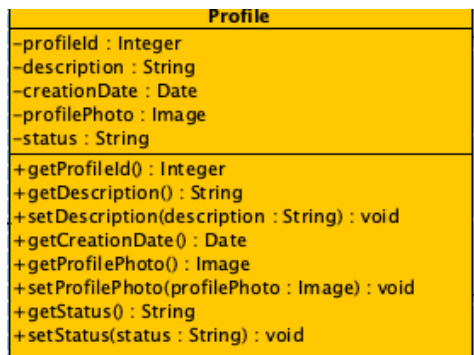 Profile
-profileId : Integer
-description : String
-creationDate : Date
-profilePhoto : Image
-status : String
+getProfileId() : Integer
+getDescription() : String
+setDescription(description : String) : void
+getCreationDate() : Date
+getProfilePhoto() : Image
+setProfilePhoto(profilePhoto : Image) : void
+getStatus() : String
+setStatus(status : String) : void